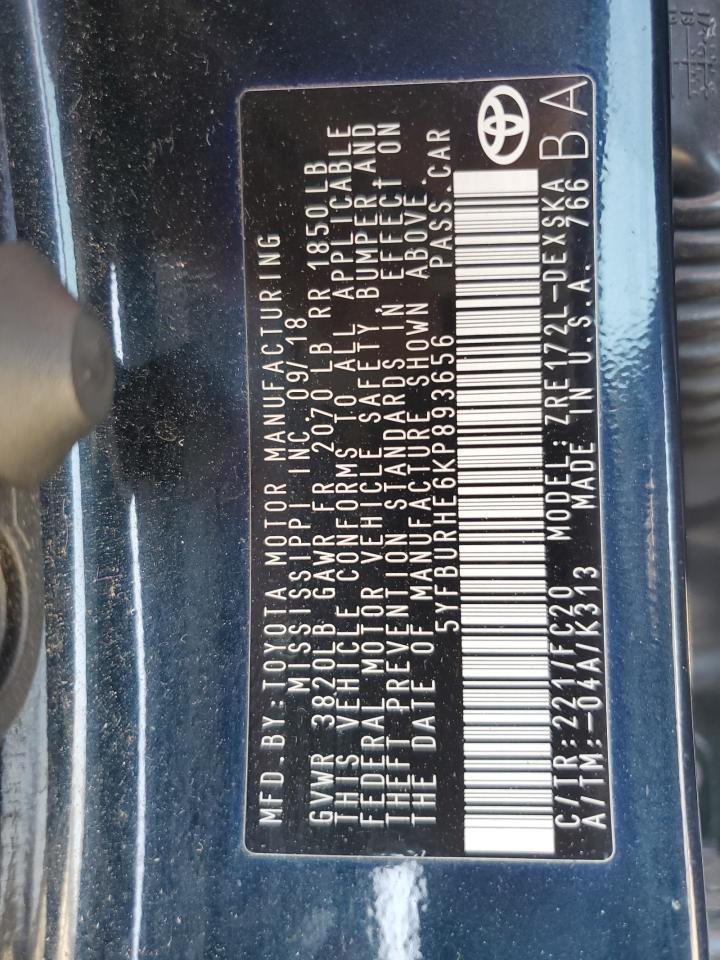 MFD.BY:TOYOTA MOTOR MANUFACTURING
MISSISSIPPI INC.09/18
GVWR 3820LB GAWR FR 2070LB RR 1850LB
THIS VEHICLE CONFORMS TO ALL APPLICABLE
FEDERAL MOTOR VEHICLE SAFETY, BUMPER AND
THEFT PREVENTION STANDARDS IN EFFECT ON
THE DATE OF MANUFACTURE SHOWN ABOVE.
5YFBURHE6KP893656 PASS.CAR
C/TR:221/FC20 MODEL:ZRE172L-DEXSKA
A/TM:-04A/K313 MADE IN U.S.A. 766
BA